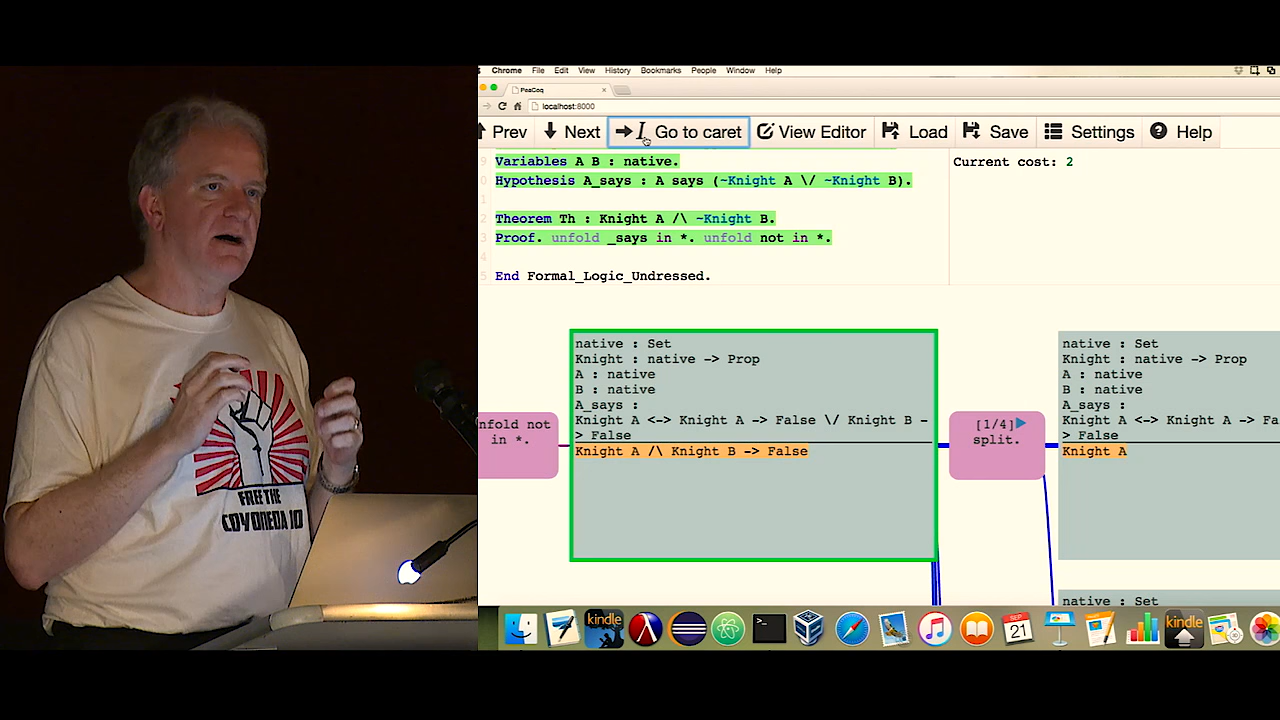 FREE THE
COYONEDA 10
Chrome File Edit View History Bookmarks People Window Help
PeaCoq
localhost:8000
Prev Next Go to caret View Editor Load Save Settings Help
Variables A B : native.
Hypothesis A_says : A says (~Knight A \/ ~Knight B).
Theorem Th : Knight A /\ ~Knight B.
Proof. unfold _says in *. unfold not in *.
End Formal_Logic_Undressed.
Current cost: 2
nfold not
in *.
native : Set
Knight : native -> Prop
A : native
B : native
A_says :
Knight A <-> Knight A -> False \/ Knight B -
> False
Knight A /\ Knight B -> False
[1/4]
split.
native : Set
Knight : native -> Prop
A : native
B : native
A_says :
Knight A <-> Knight A -> Fa
> False
Knight A
native : Set
kindle
SEP
21
kindle